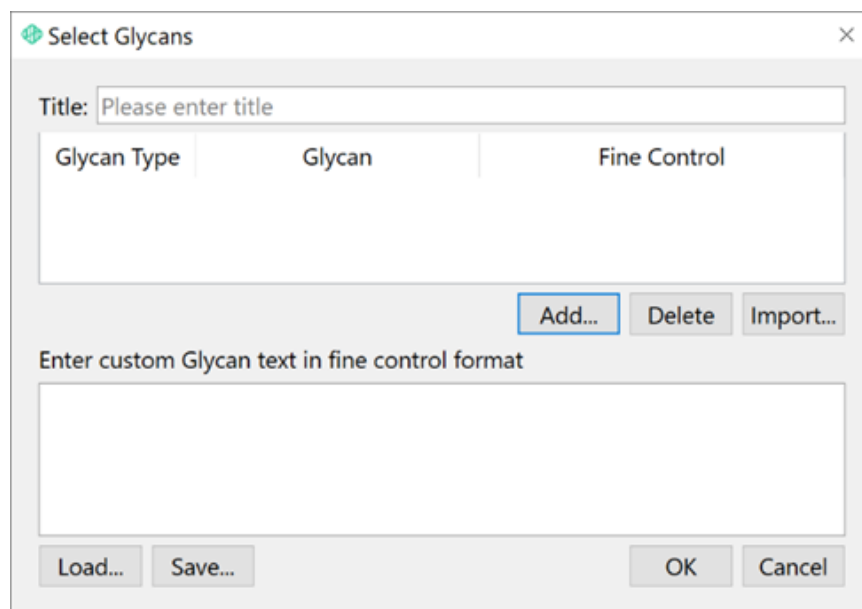 Select Glycans
Title: Please enter title
Glycan Type Glycan Fine Control
Add... Delete Import...
Enter custom Glycan text in fine control format
Load... Save... OK Cancel